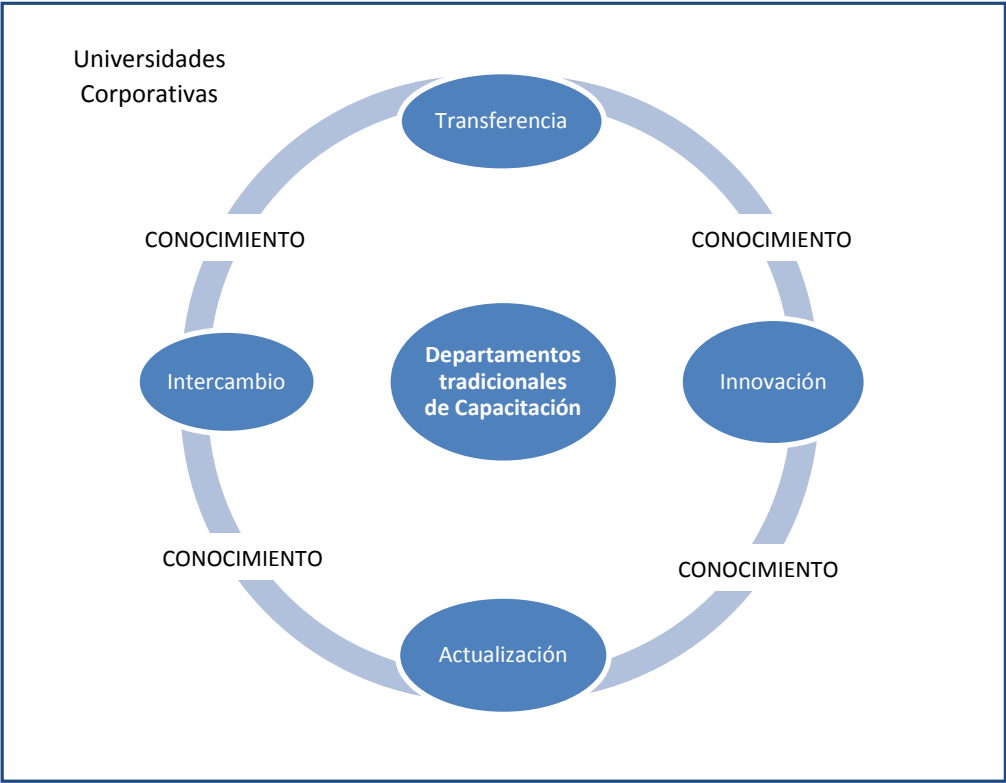 Universidades
Corporativas
Transferencia
CONOCIMIENTO
CONOCIMIENTO
Departamentos
tradicionales
de Capacitación
Intercambio
Innovación
CONOCIMIENTO
CONOCIMIENTO
Actualización